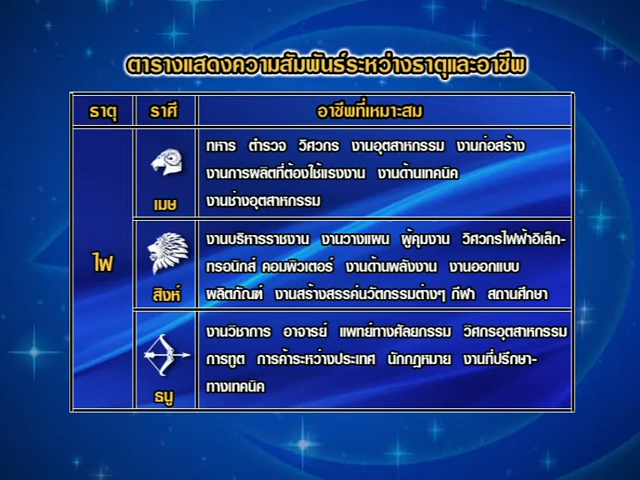 ตารางแสดงความสัมพันธ์ระหว่างธาตุและอาชีพ
ธาตุ ราศี อาชีพที่เหมาะสม
ทหาร ตำรวจ วิศวกร งานอุตสาหกรรม งานก่อสร้าง
งานการผลิตที่ต้องใช้แรงงาน งานด้านเทคนิค
เมษ งานช่างอุตสาหกรรม
งานบริหารราชงาน งานวางแผน ผู้คุมงาน วิศวกรไฟฟ้าอิเล็ก-
ไฟ ทรอนิกส์ คอมพิวเตอร์ งานด้านพลังงาน งานออกแบบ
สิงห์ ผลิตภัณฑ์ งานสร้างสรรค์นวัตกรรมต่างๆ กีฬา สถานศึกษา
งานวิชาการ อาจารย์ แพทย์ทางศัลยกรรม วิศกรอุตสาหกรรม
การทูต การค้าระหว่างประเทศ นักกฎหมาย งานที่ปรึกษา-
ธนู ทางเทคนิค